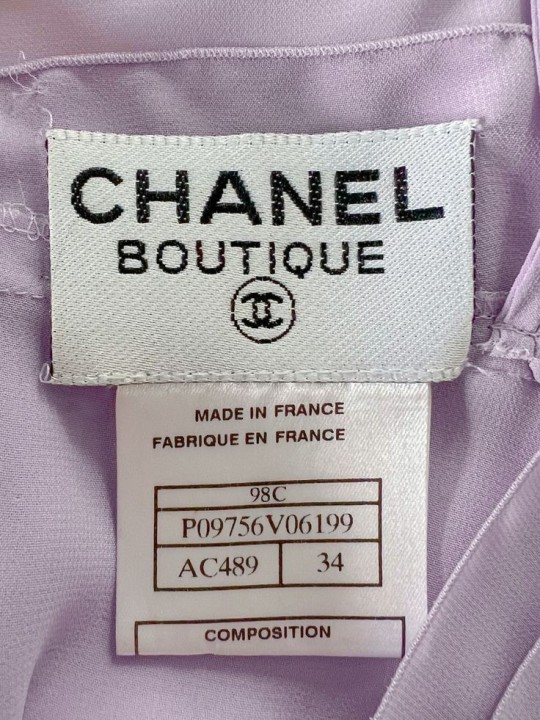 CHANEL
BOUTIQUE
MADE IN FRANCE
FABRIQUE EN FRANCE
98C
P09756V06199
AC489 34
COMPOSITION